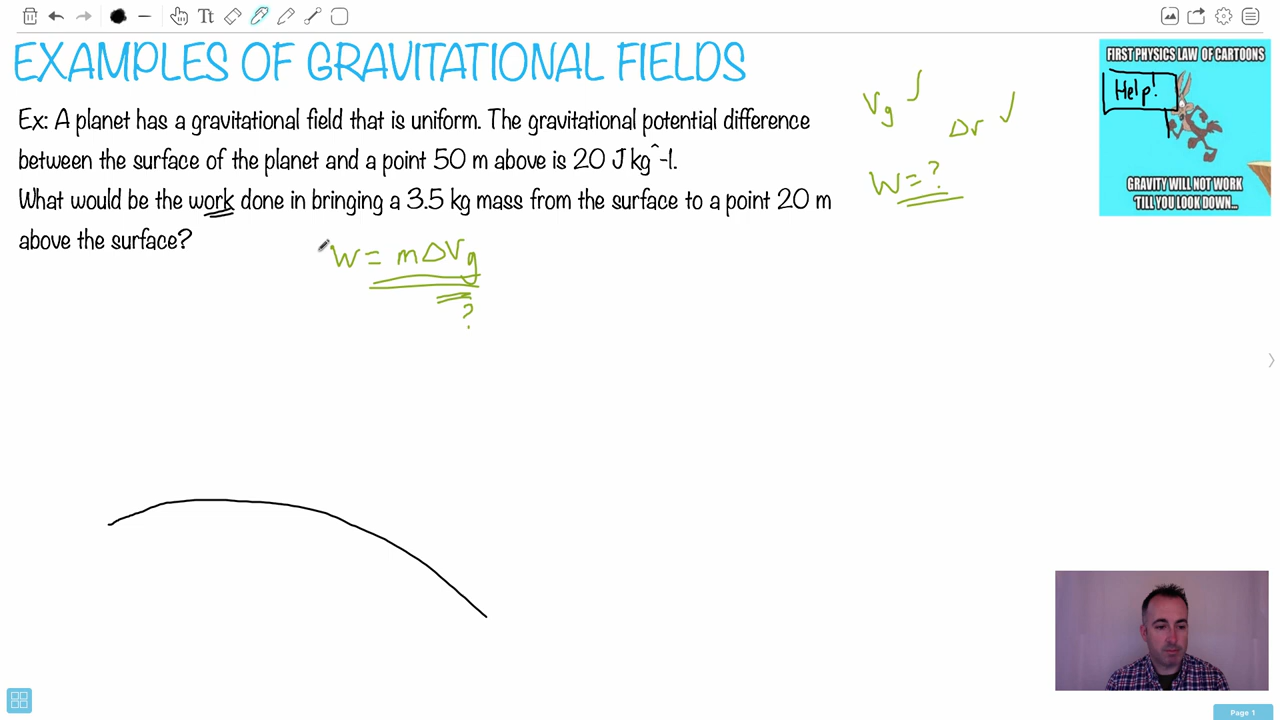 Tt
EXAMPLES OF GRAVITATIONAL FIELDS
Ex: A planet has a gravitational field that is uniform. The gravitational potential difference
between the surface of the planet and a point 50 m above is 20 J kg^-1.
What would be the work done in bringing a 3.5 kg mass from the surface to a point 20 m
above the surface?
W = mΔVg
?
Vg ✓
Δr ✓
W = ?
FIRST PHYSICS LAW OF CARTOONS
Help!
GRAVITY WILL NOT WORK
'TILL YOU LOOK DOWN...
Page 1